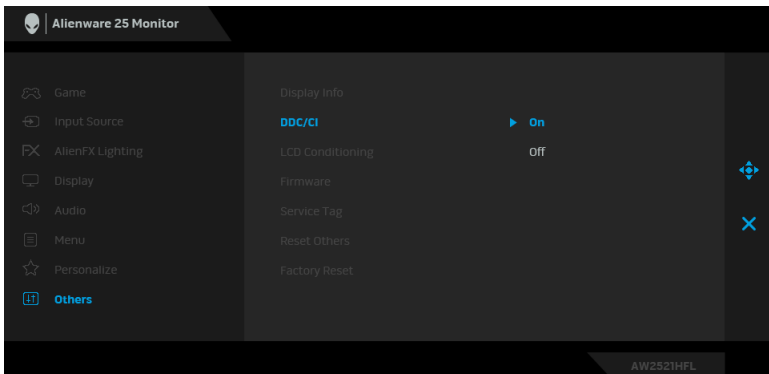 Alienware 25 Monitor
Game
Input Source
AlienFX Lighting
Display
Audio
Menu
Personalize
Others
Display Info
DDC/CI On
Off
LCD Conditioning
Firmware
Service Tag
Reset Others
Factory Reset
AW2521HFL